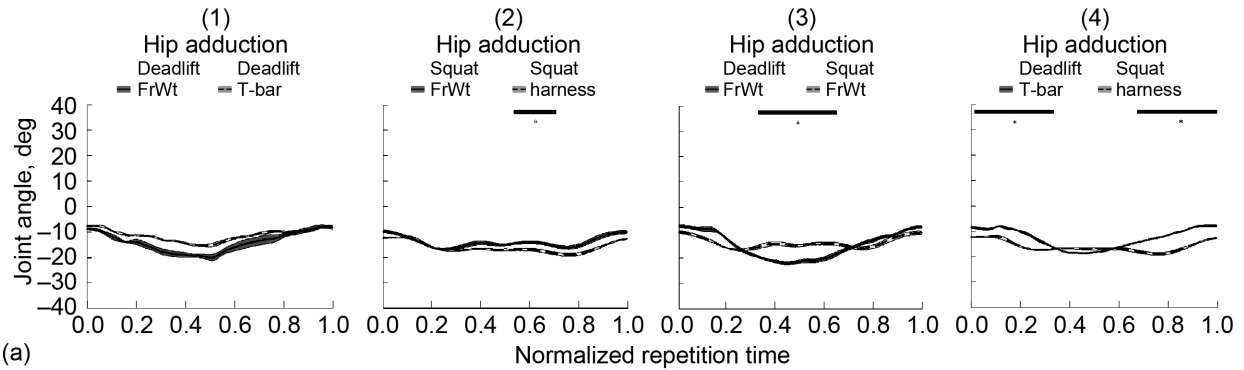 (1) (2) (3) (4)
Hip adduction Hip adduction Hip adduction Hip adduction
Deadlift Deadlift Squat Squat Deadlift Squat Deadlift Squat
FrWt T-bar FrWt harness FrWt FrWt T-bar harness
Joint angle, deg
40
30
20
10
0
–10
–20
–30
–40
* * *
0.0 0.2 0.4 0.6 0.8 1.0 0.0 0.2 0.4 0.6 0.8 1.0 0.0 0.2 0.4 0.6 0.8 1.0 0.0 0.2 0.4 0.6 0.8 1.0
(a) Normalized repetition time